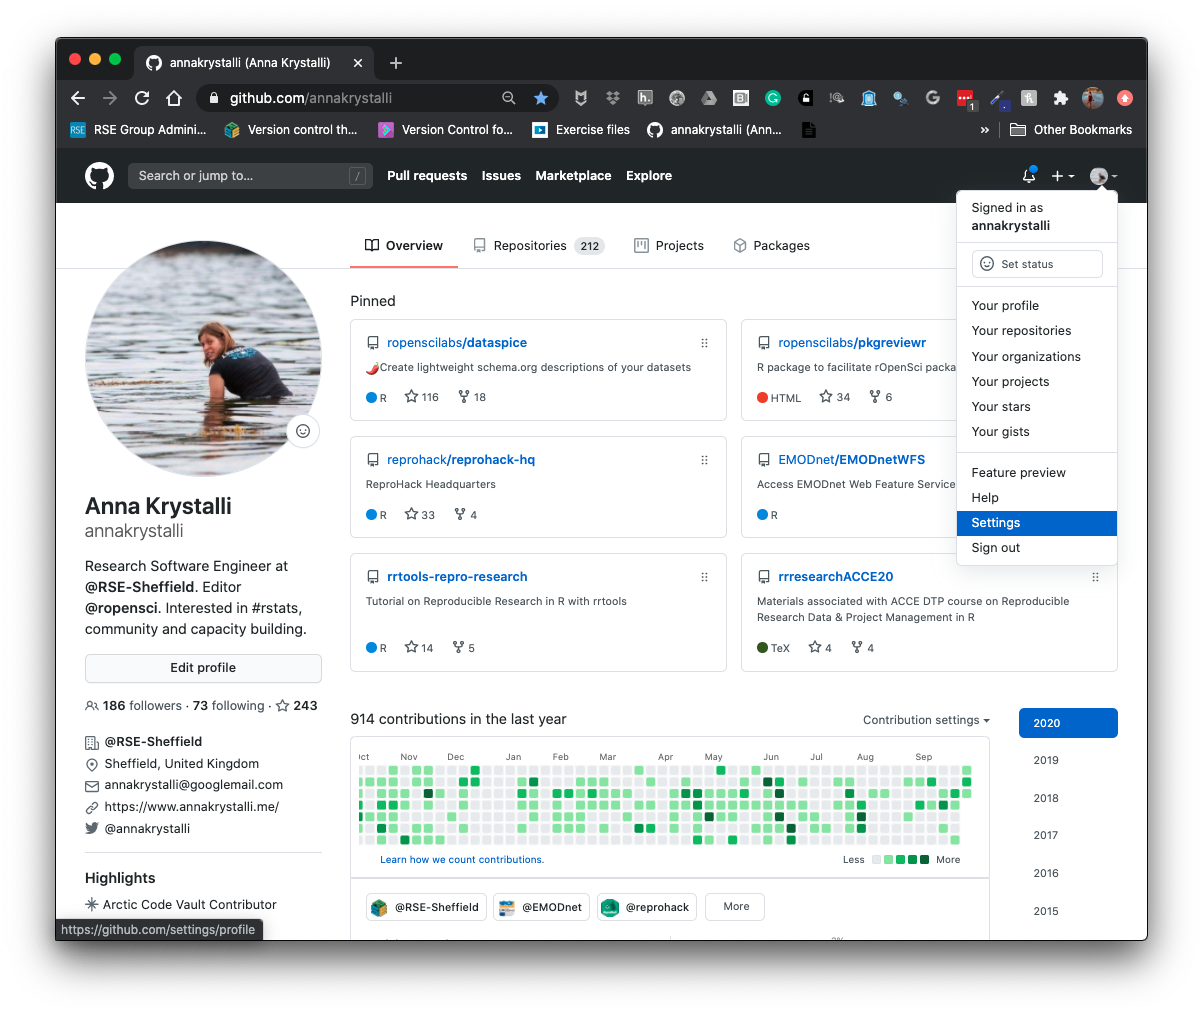 annakrystalli (Anna Krystalli)
github.com/annakrystalli
RSE Group Admini...
Version control th...
Version Control fo...
Exercise files
annakrystalli (Ann...
»
Other Bookmarks
Search or jump to...
/
Pull requests
Issues
Marketplace
Explore
Signed in as
annakrystalli
Set status
Your profile
Your repositories
Your organizations
Your projects
Your stars
Your gists
Feature preview
Help
Settings
Sign out
Overview
Repositories 212
Projects
Packages
Anna Krystalli
annakrystalli
Research Software Engineer at
@RSE-Sheffield. Editor
@ropensci. Interested in #rstats,
community and capacity building.
Edit profile
186 followers · 73 following · 243
@RSE-Sheffield
Sheffield, United Kingdom
annakrystalli@googlemail.com
https://www.annakrystalli.me/
@annakrystalli
Highlights
Arctic Code Vault Contributor
https://github.com/settings/profile
Pinned
ropenscilabs/dataspice
Create lightweight schema.org descriptions of your datasets
R 116 18
ropenscilabs/pkgreviewr
R package to facilitate rOpenSci packa
HTML 34 6
reprohack/reprohack-hq
ReproHack Headquarters
R 33 4
EMODnet/EMODnetWFS
Access EMODnet Web Feature Service
R
rrtools-repro-research
Tutorial on Reproducible Research in R with rrtools
R 14 5
rrresearchACCE20
Materials associated with ACCE DTP course on Reproducible
Research Data & Project Management in R
TeX 4 4
914 contributions in the last year
Contribution settings
Nov Dec Jan Feb Mar Apr May Jun Jul Aug Sep
Learn how we count contributions.
Less More
@RSE-Sheffield
@EMODnet
@reprohack
More
2020
2019
2018
2017
2016
2015